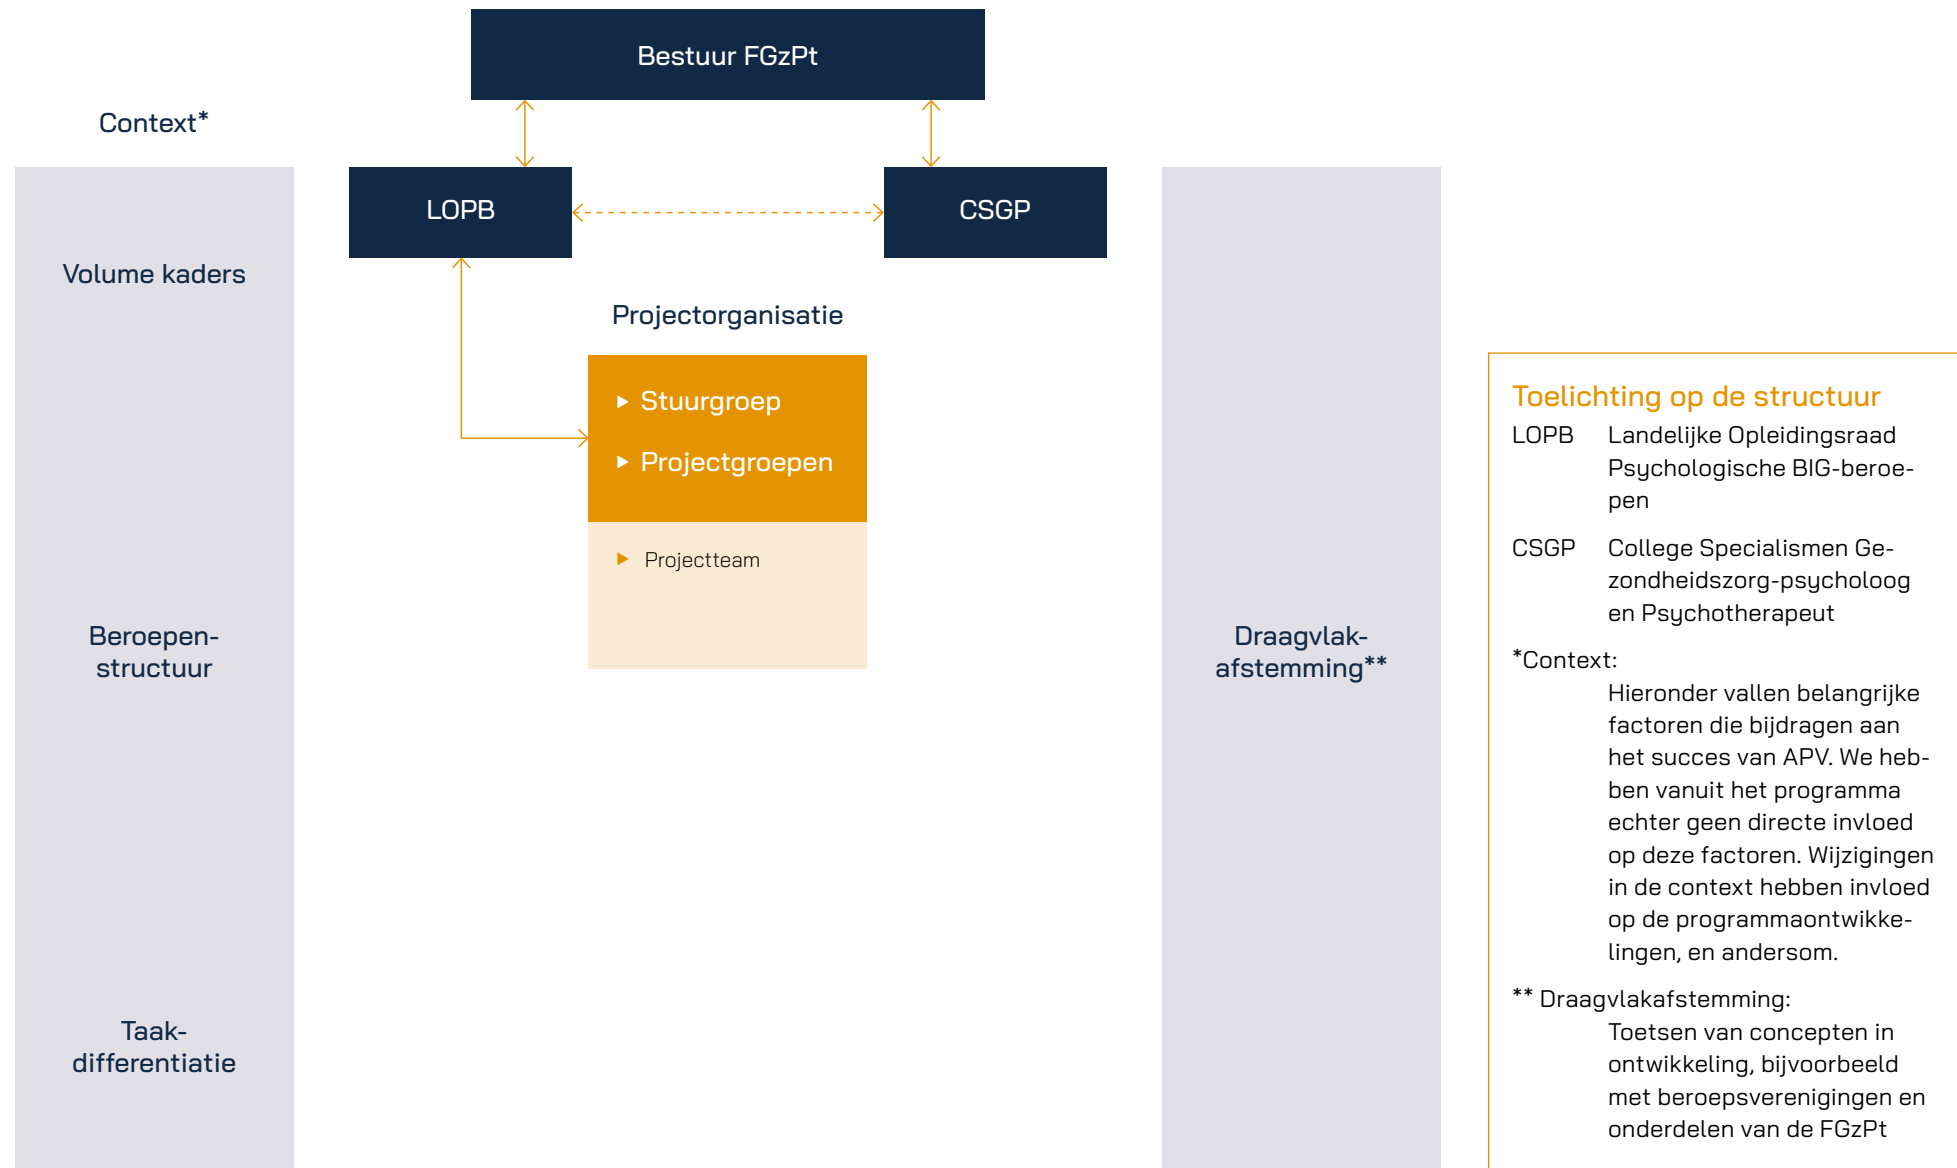 Bestuur FGzPt
Context*
LOPB
CSGP
Volume kaders
Projectorganisatie
Stuurgroep
Projectgroepen
Projectteam
Beroepen-
structuur
Taak-
differentiatie
Draagvlak-
afstemming**
Toelichting op de structuur
LOPB Landelijke Opleidingsraad
Psychologische BIG-beroe-
pen
CSGP College Specialismen Ge-
zondheidszorg-psycholoog
en Psychotherapeut
*Context:
Hieronder vallen belangrijke
factoren die bijdragen aan
het succes van APV. We heb-
ben vanuit het programma
echter geen directe invloed
op deze factoren. Wijzigingen
in de context hebben invloed
op de programmaontwikke-
lingen, en andersom.
** Draagvlakafstemming:
Toetsen van concepten in
ontwikkeling, bijvoorbeeld
met beroepsverenigingen en
onderdelen van de FGzPt